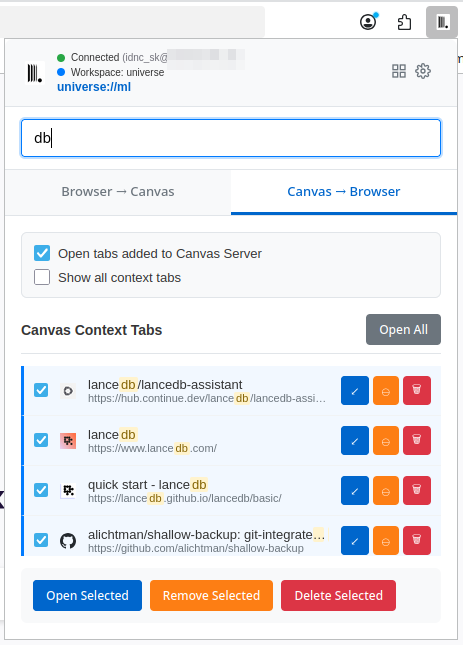 Connected (idnc_sk@
Workspace: universe
universe://ml
db
Browser → Canvas
Canvas → Browser
Open tabs added to Canvas Server
Show all context tabs
Canvas Context Tabs
Open All
lancedb/lancedb-assistant
https://hub.continue.dev/lancedb/lancedb-assi...
lancedb
https://www.lancedb.com/
quick start - lancedb
https://lancedb.github.io/lancedb/basic/
alichtman/shallow-backup: git-integrate...
https://github.com/alichtman/shallow-backup
Open Selected
Remove Selected
Delete Selected